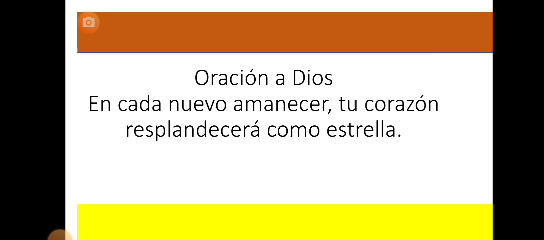 Oración a Dios
En cada nuevo amanecer, tu corazón
resplandecerá como estrella.